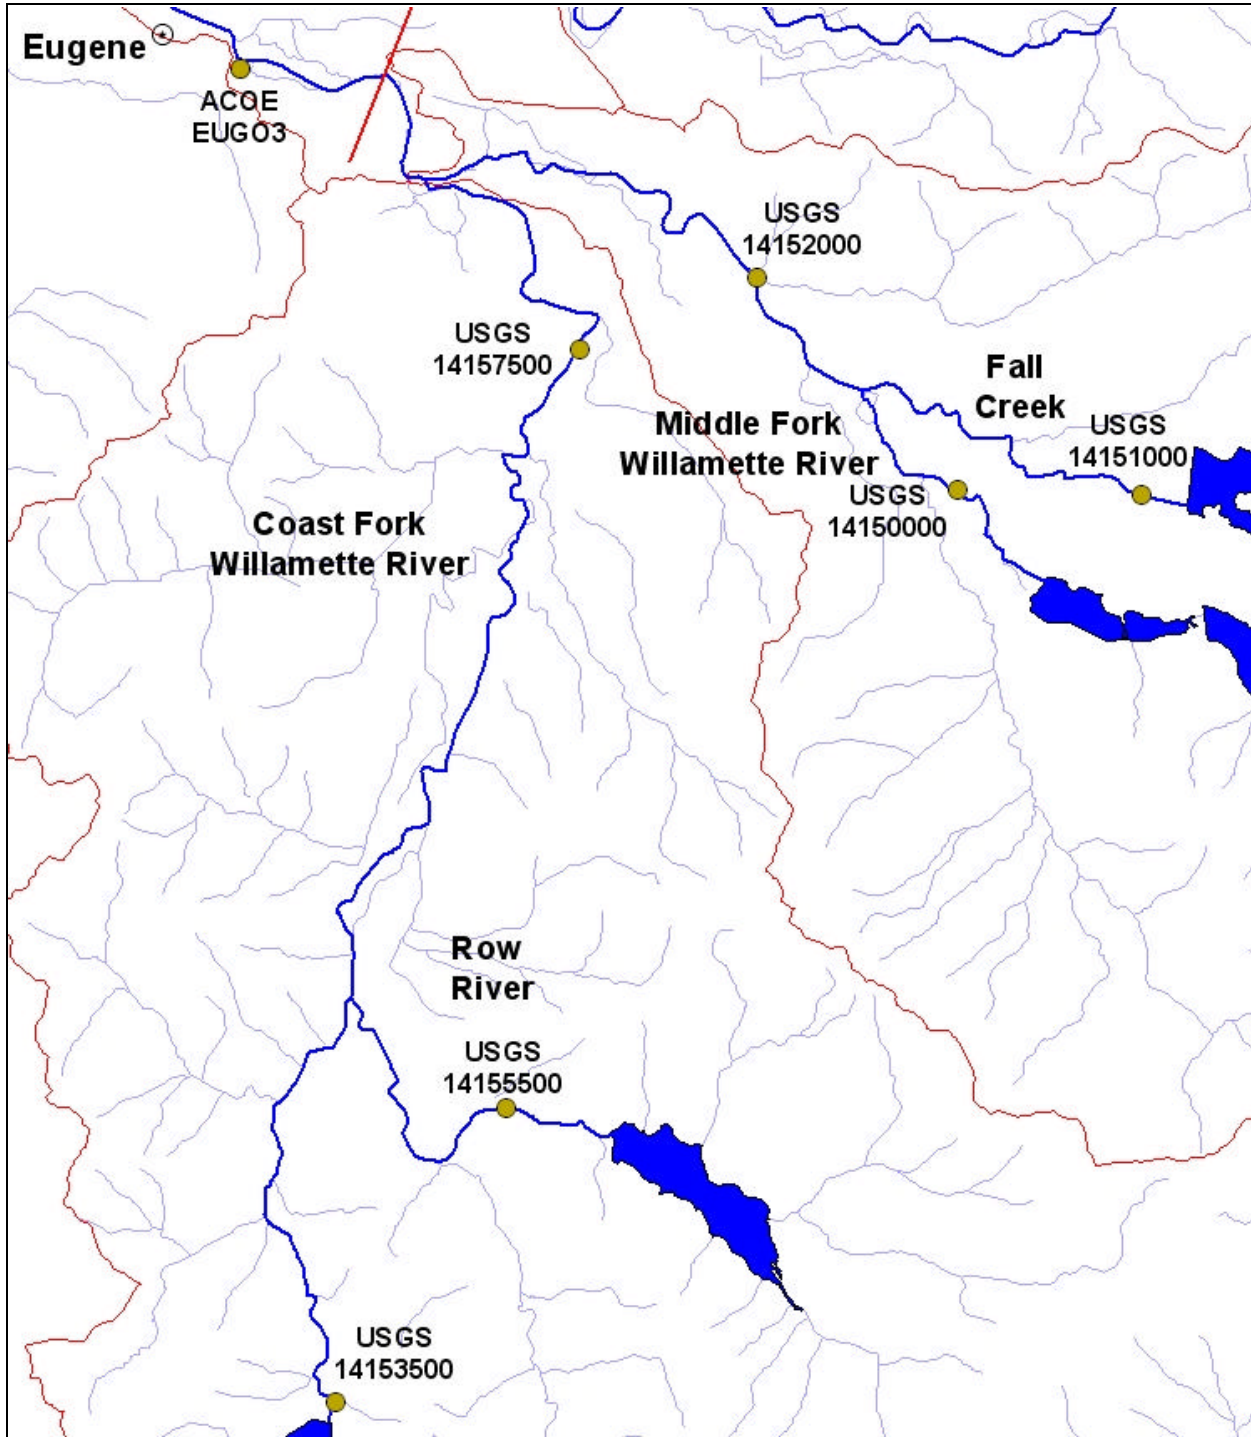 Eugene
ACOE
EUGO3
USGS
14152000
USGS
14157500
Fall
Creek
Middle Fork
Willamette River
USGS
14151000
USGS
14150000
Coast Fork
Willamette River
Row
River
USGS
14155500
USGS
14153500